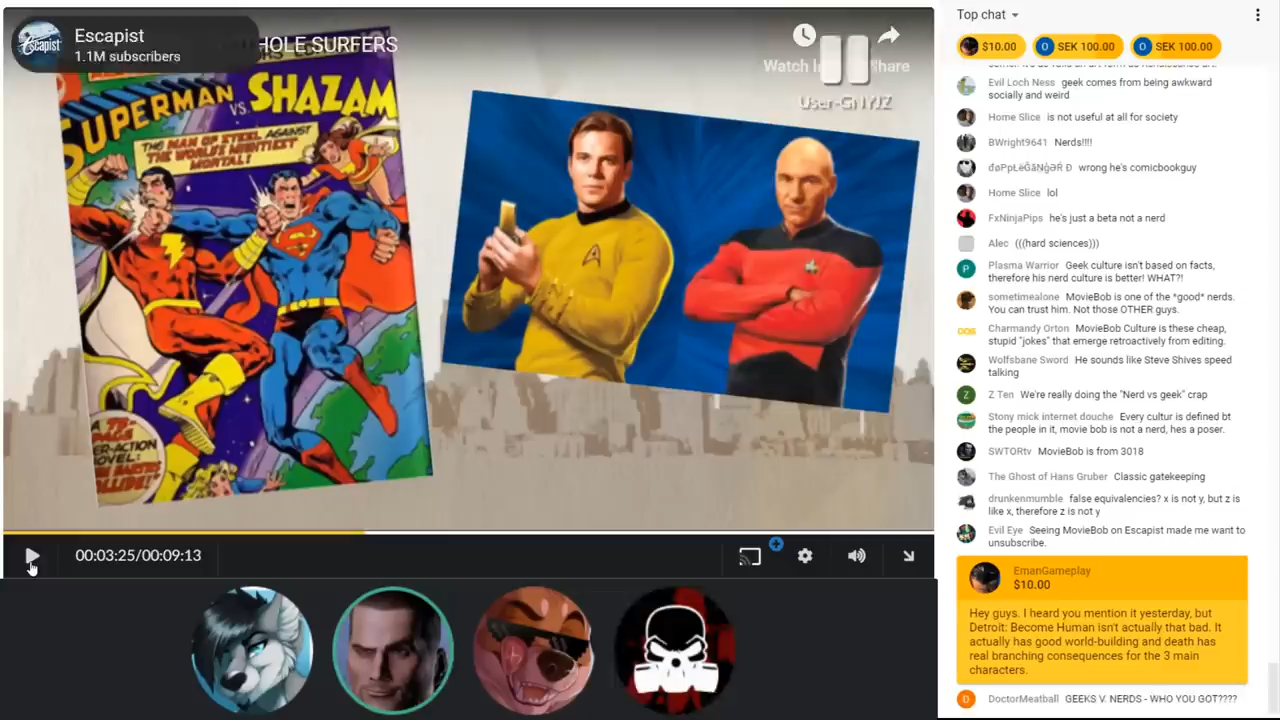 Escapist
1.1M subscribers
HOLE SURFERS
Watch
Share
User-GNYJZ
SUPERMAN
VS. SHAZAM
THE MAN OF STEEL AGAINST
THE WORLD'S MIGHTIEST
MORTAL!
00:03:25/00:09:13
Top chat
$10.00
SEK 100.00
SEK 100.00
Evil Loch Ness geek comes from being awkward
socially and weird
Home Slice is not useful at all for society
BWright9641 Nerds!!!!
wrong he's comicbookguy
Home Slice lol
FxNinjaPips he's just a beta not a nerd
Alec (((hard sciences)))
Plasma Warrior Geek culture isn't based on facts,
therefore his nerd culture is better! WHAT?!
sometimealone MovieBob is one of the *good* nerds.
You can trust him. Not those OTHER guys.
Charmandy Orton MovieBob Culture is these cheap,
stupid "jokes" that emerge retroactively from editing.
Wolfsbane Sword He sounds like Steve Shives speed
talking
Z Ten We're really doing the "Nerd vs geek" crap
Stony mick internet douche Every cultur is defined bt
the people in it, movie bob is not a nerd, hes a poser.
SWTORtv MovieBob is from 3018
The Ghost of Hans Gruber Classic gatekeeping
drunkenmumble false equivalencies? x is not y, but z is
like x, therefore z is not y
Evil Eye Seeing MovieBob on Escapist made me want to
unsubscribe.
EmanGameplay
$10.00
Hey guys. I heard you mention it yesterday, but
Detroit: Become Human isn't actually that bad. It
actually has good world-building and death has
real branching consequences for the 3 main
characters.
DoctorMeatball GEEKS V. NERDS - WHO YOU GOT????